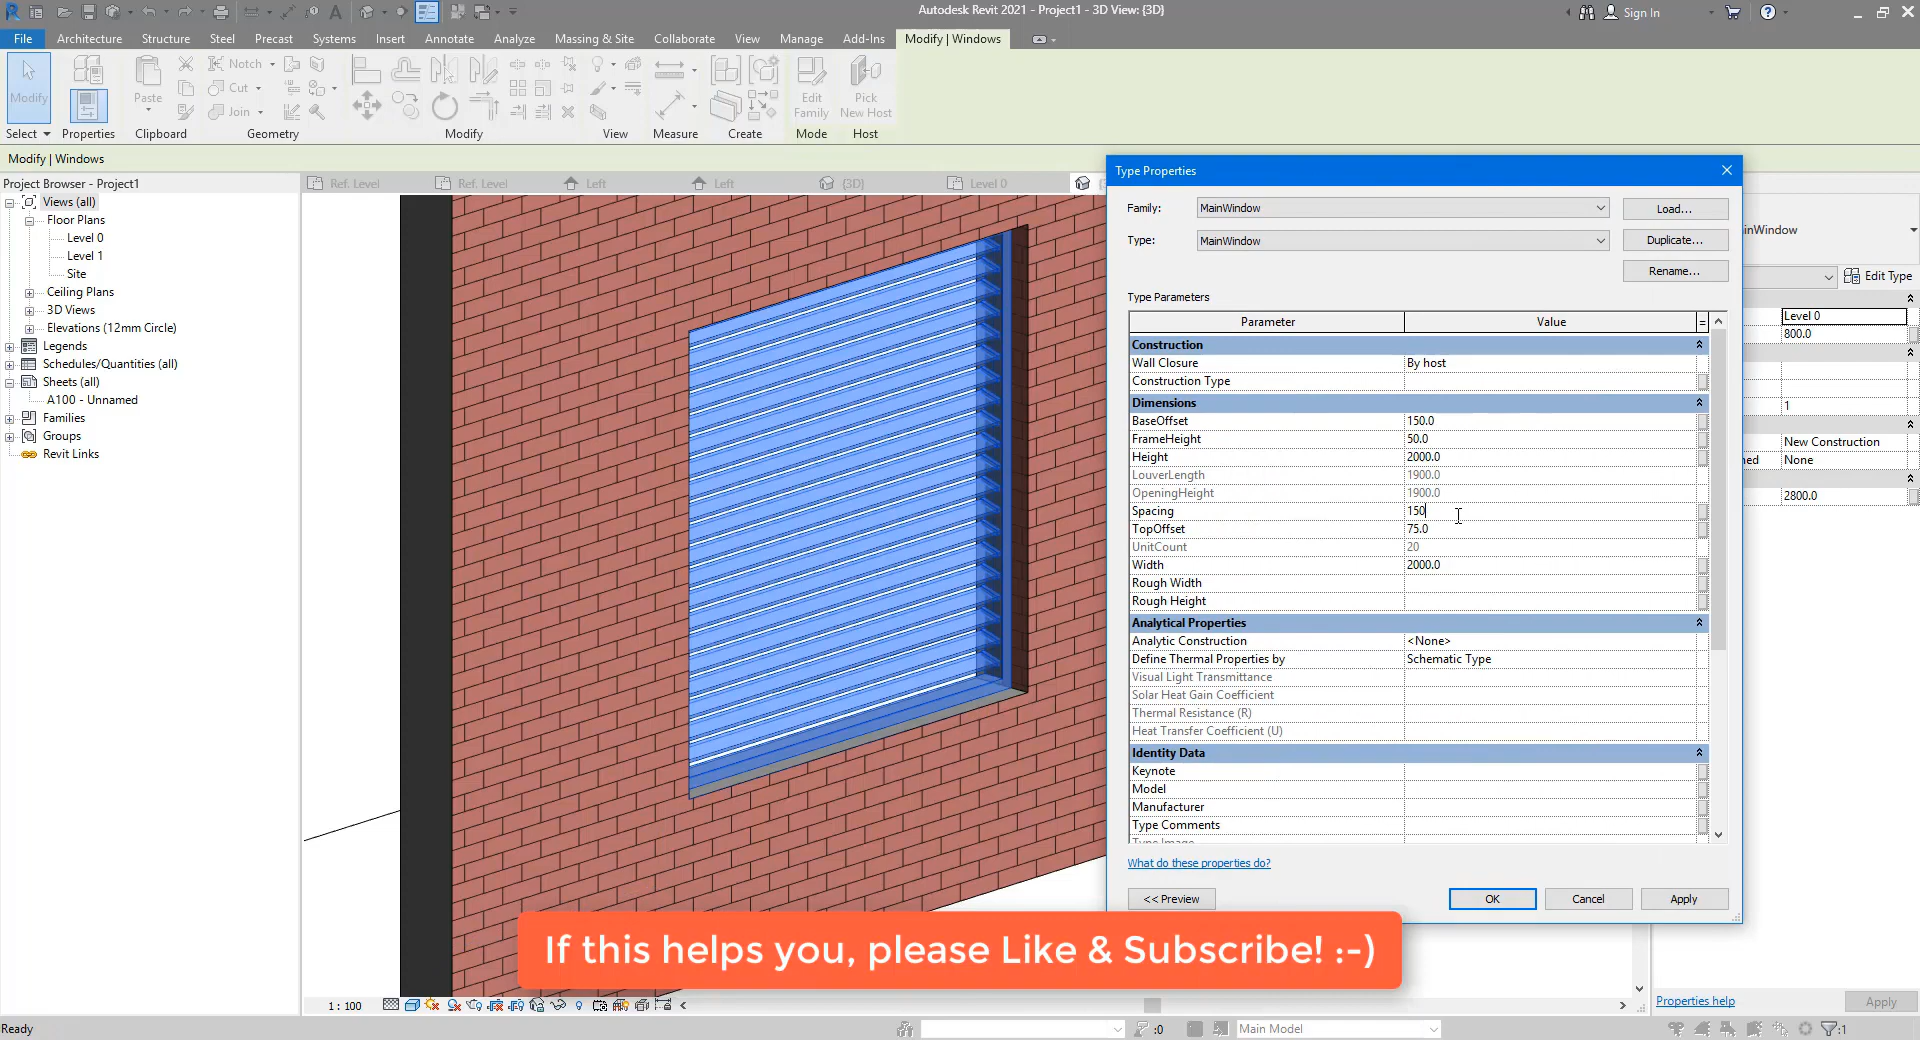 Autodesk Revit 2021 - Project1 - 3D View: {3D}
Sign In
File Architecture Structure Steel Precast Systems Insert Annotate Analyze Massing & Site Collaborate View Manage Add-Ins Modify | Windows
Modify
Paste
Notch
Cut
Join
Edit
Family
Pick
New Host
Select Properties Clipboard Geometry Modify View Measure Create Mode Host
Modify | Windows
Project Browser - Project1
Views (all)
Floor Plans
Level 0
Level 1
Site
Ceiling Plans
3D Views
Elevations (12mm Circle)
Legends
Schedules/Quantities (all)
Sheets (all)
A100 - Unnamed
Families
Groups
Revit Links
Ref. Level Ref. Level Left Left {3D} Level 0
Type Properties
Family: MainWindow Load...
Type: MainWindow Duplicate...
Rename...
Type Parameters
Parameter Value =
Construction
Wall Closure By host
Construction Type
Dimensions
BaseOffset 150.0
FrameHeight 50.0
Height 2000.0
LouverLength 1900.0
OpeningHeight 1900.0
Spacing 150
TopOffset 75.0
UnitCount 20
Width 2000.0
Rough Width
Rough Height
Analytical Properties
Analytic Construction <None>
Define Thermal Properties by Schematic Type
Visual Light Transmittance
Solar Heat Gain Coefficient
Thermal Resistance (R)
Heat Transfer Coefficient (U)
Identity Data
Keynote
Model
Manufacturer
Type Comments
What do these properties do?
<< Preview OK Cancel Apply
inWindow
Edit Type
Level 0
800.0
1
New Construction
ned None
2800.0
If this helps you, please Like & Subscribe! :-)
1 : 100
Properties help Apply
Ready
:0
Main Model
:1